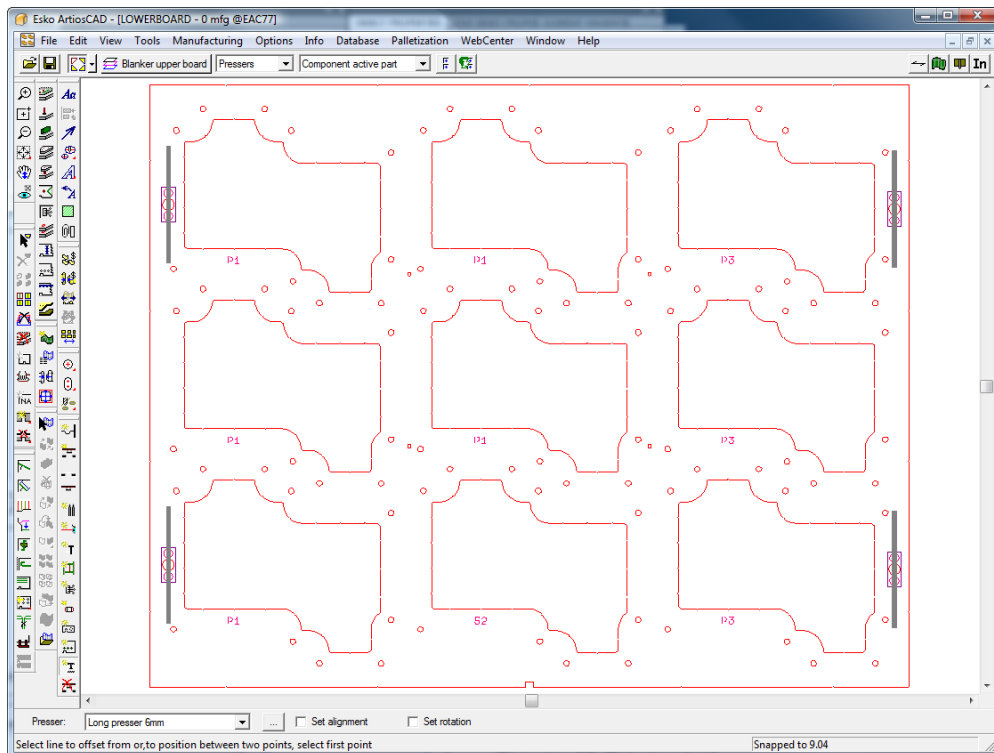 Esko ArtiosCAD - [LOWERBOARD - 0 mfg @EAC77]
File Edit View Tools Manufacturing Options Info Database Palletization WebCenter Window Help
Blanker upper board Pressers Component active part In
P1 P1 P3
P1 P1 P3
P1 S2 P3
Presser: Long presser 6mm ... Set alignment Set rotation
Select line to offset from or,to position between two points, select first point Snapped to 9.04